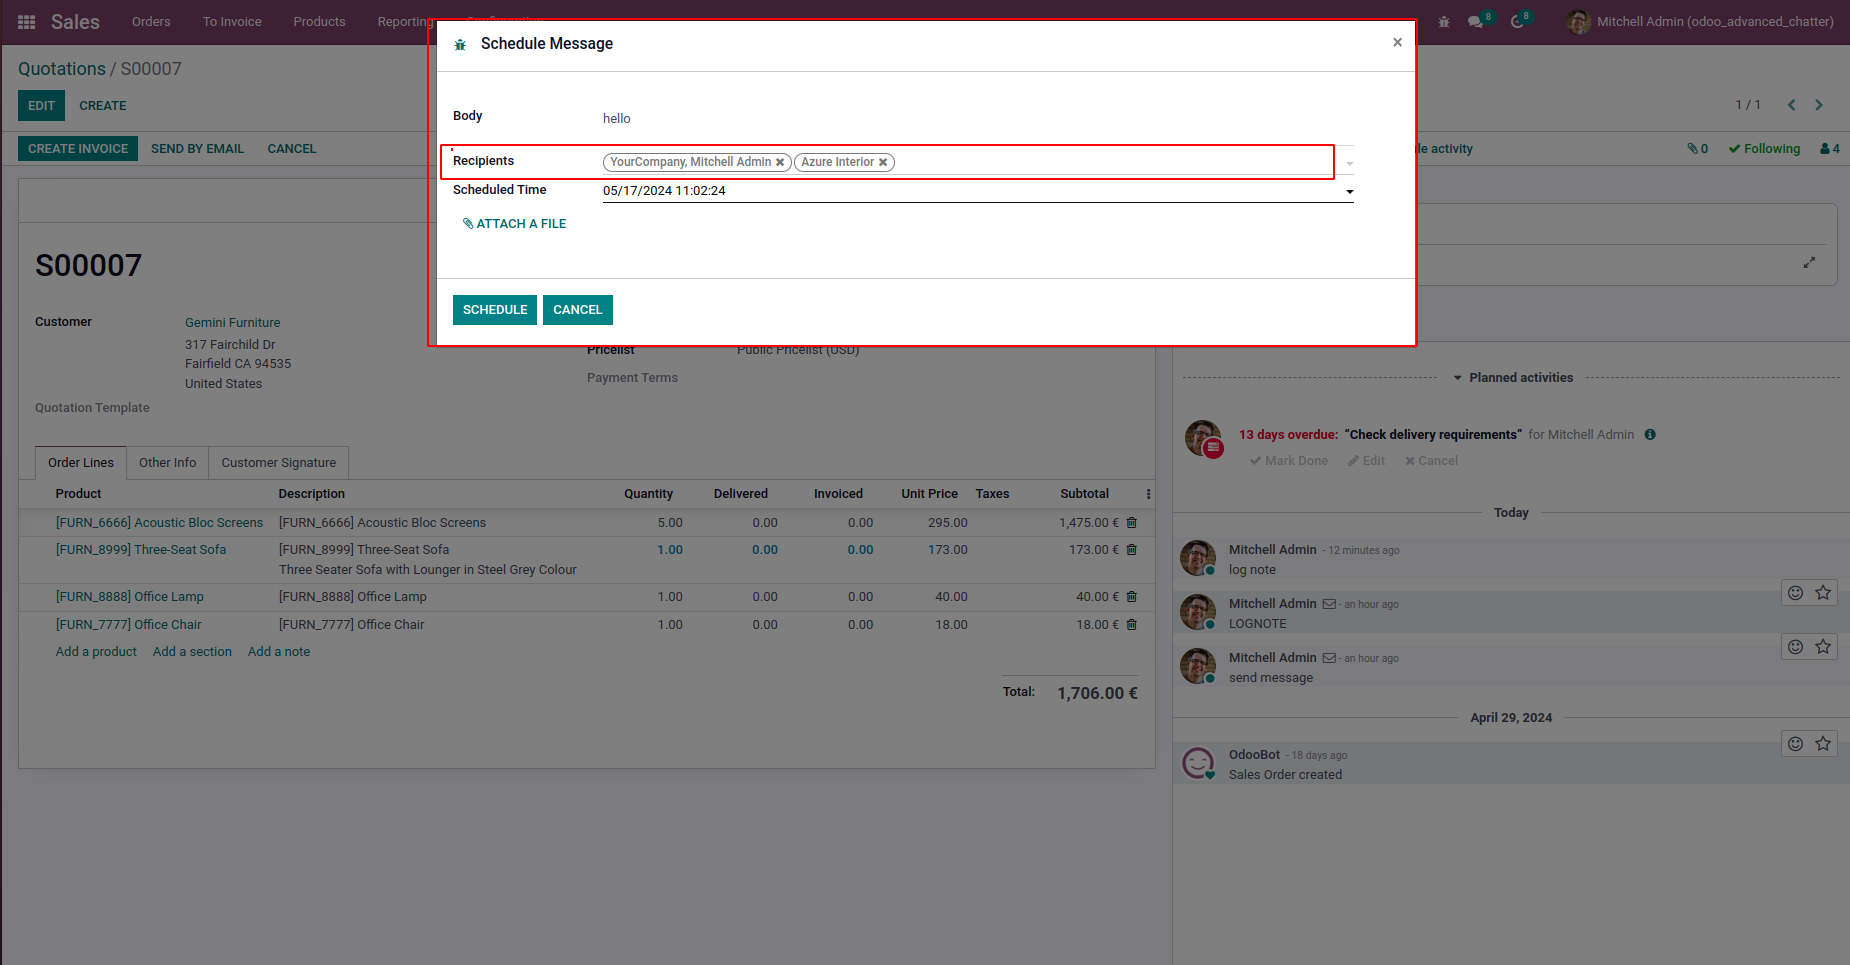 Sales Orders To Invoice Products Reporting Configuration 8 8 Mitchell Admin (odoo_advanced_chatter)
Schedule Message ×
Quotations / S00007
EDIT CREATE 1 / 1
Body hello
CREATE INVOICE SEND BY EMAIL CANCEL le activity 0 Following 4
Recipients YourCompany, Mitchell Admin Azure Interior
Scheduled Time 05/17/2024 11:02:24
ATTACH A FILE
S00007
SCHEDULE CANCEL
Customer Gemini Furniture
317 Fairchild Dr
Fairfield CA 94535
United States
Pricelist Public Pricelist (USD)
Payment Terms
Quotation Template
Planned activities
13 days overdue: “Check delivery requirements” for Mitchell Admin
Mark Done Edit Cancel
Order Lines Other Info Customer Signature
Product Description Quantity Delivered Invoiced Unit Price Taxes Subtotal
[FURN_6666] Acoustic Bloc Screens [FURN_6666] Acoustic Bloc Screens 5.00 0.00 0.00 295.00 1,475.00 €
[FURN_8999] Three-Seat Sofa [FURN_8999] Three-Seat Sofa 1.00 0.00 0.00 173.00 173.00 €
Three Seater Sofa with Lounger in Steel Grey Colour
[FURN_8888] Office Lamp [FURN_8888] Office Lamp 1.00 0.00 0.00 40.00 40.00 €
[FURN_7777] Office Chair [FURN_7777] Office Chair 1.00 0.00 0.00 18.00 18.00 €
Add a product Add a section Add a note
Total: 1,706.00 €
Today
Mitchell Admin - 12 minutes ago
log note
Mitchell Admin - an hour ago
LOGNOTE
Mitchell Admin - an hour ago
send message
April 29, 2024
OdooBot - 18 days ago
Sales Order created